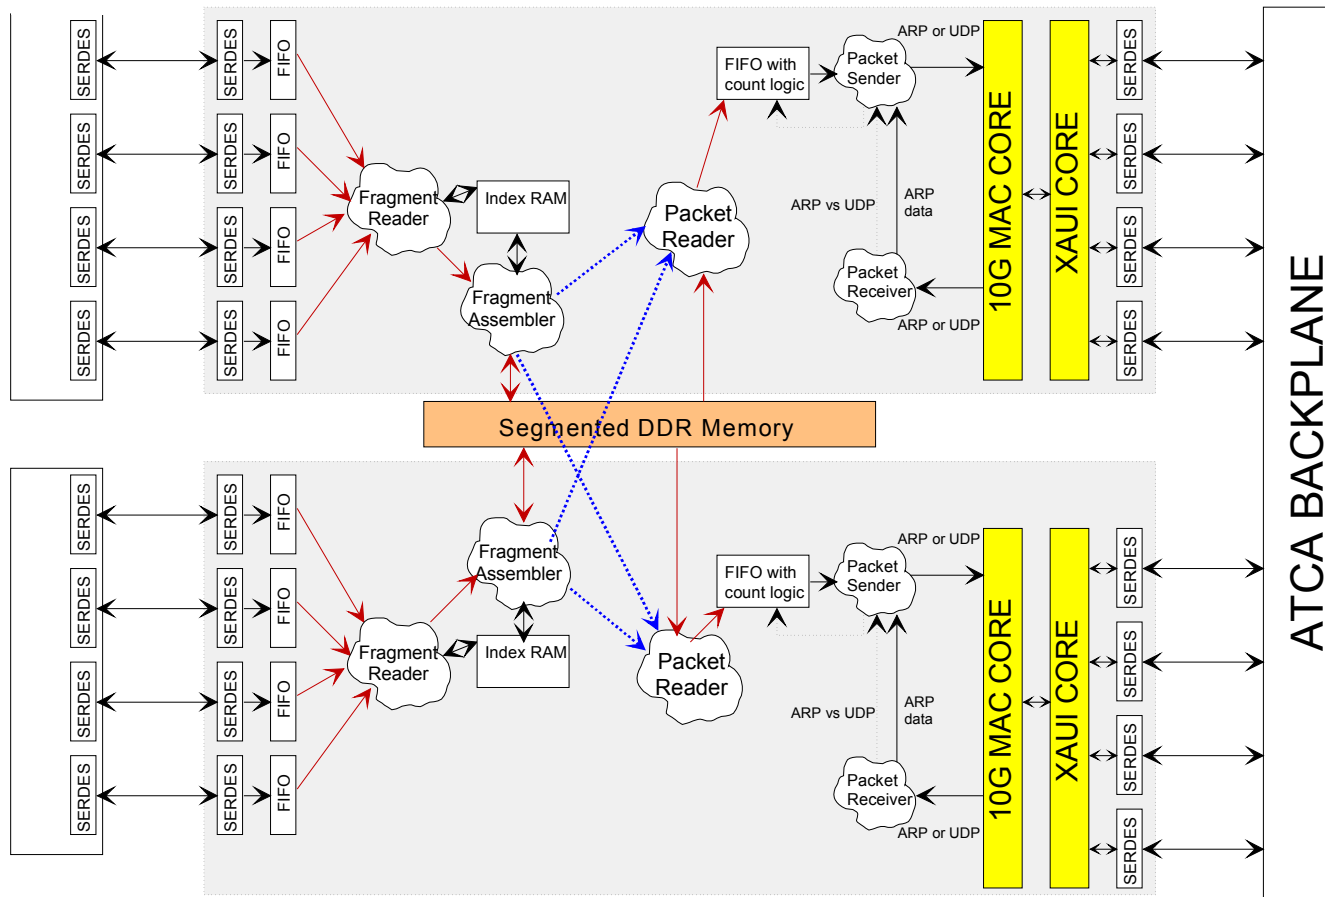 SERDES
SERDES
FIFO
SERDES
SERDES
FIFO
SERDES
SERDES
FIFO
SERDES
SERDES
FIFO
Fragment
Reader
Index RAM
Fragment
Assembler
Packet
Reader
FIFO with
count logic
Packet
Sender
ARP or UDP
ARP vs UDP
ARP
data
Packet
Receiver
ARP or UDP
10G MAC CORE
XAUI CORE
SERDES
SERDES
SERDES
SERDES
Segmented DDR Memory
ATCA BACKPLANE
SERDES
SERDES
FIFO
SERDES
SERDES
FIFO
SERDES
SERDES
FIFO
SERDES
SERDES
FIFO
Fragment
Assembler
Fragment
Reader
Index RAM
Packet
Reader
FIFO with
count logic
Packet
Sender
ARP or UDP
ARP vs UDP
ARP
data
Packet
Receiver
ARP or UDP
10G MAC CORE
XAUI CORE
SERDES
SERDES
SERDES
SERDES